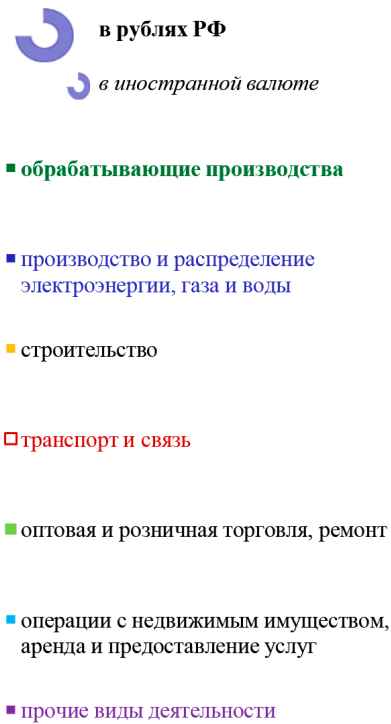 в рублях РФ
в иностранной валюте
обрабатывающие производства
производство и распределение
электроэнергии, газа и воды
строительство
транспорт и связь
оптовая и розничная торговля, ремонт
операции с недвижимым имуществом,
аренда и предоставление услуг
прочие виды деятельности